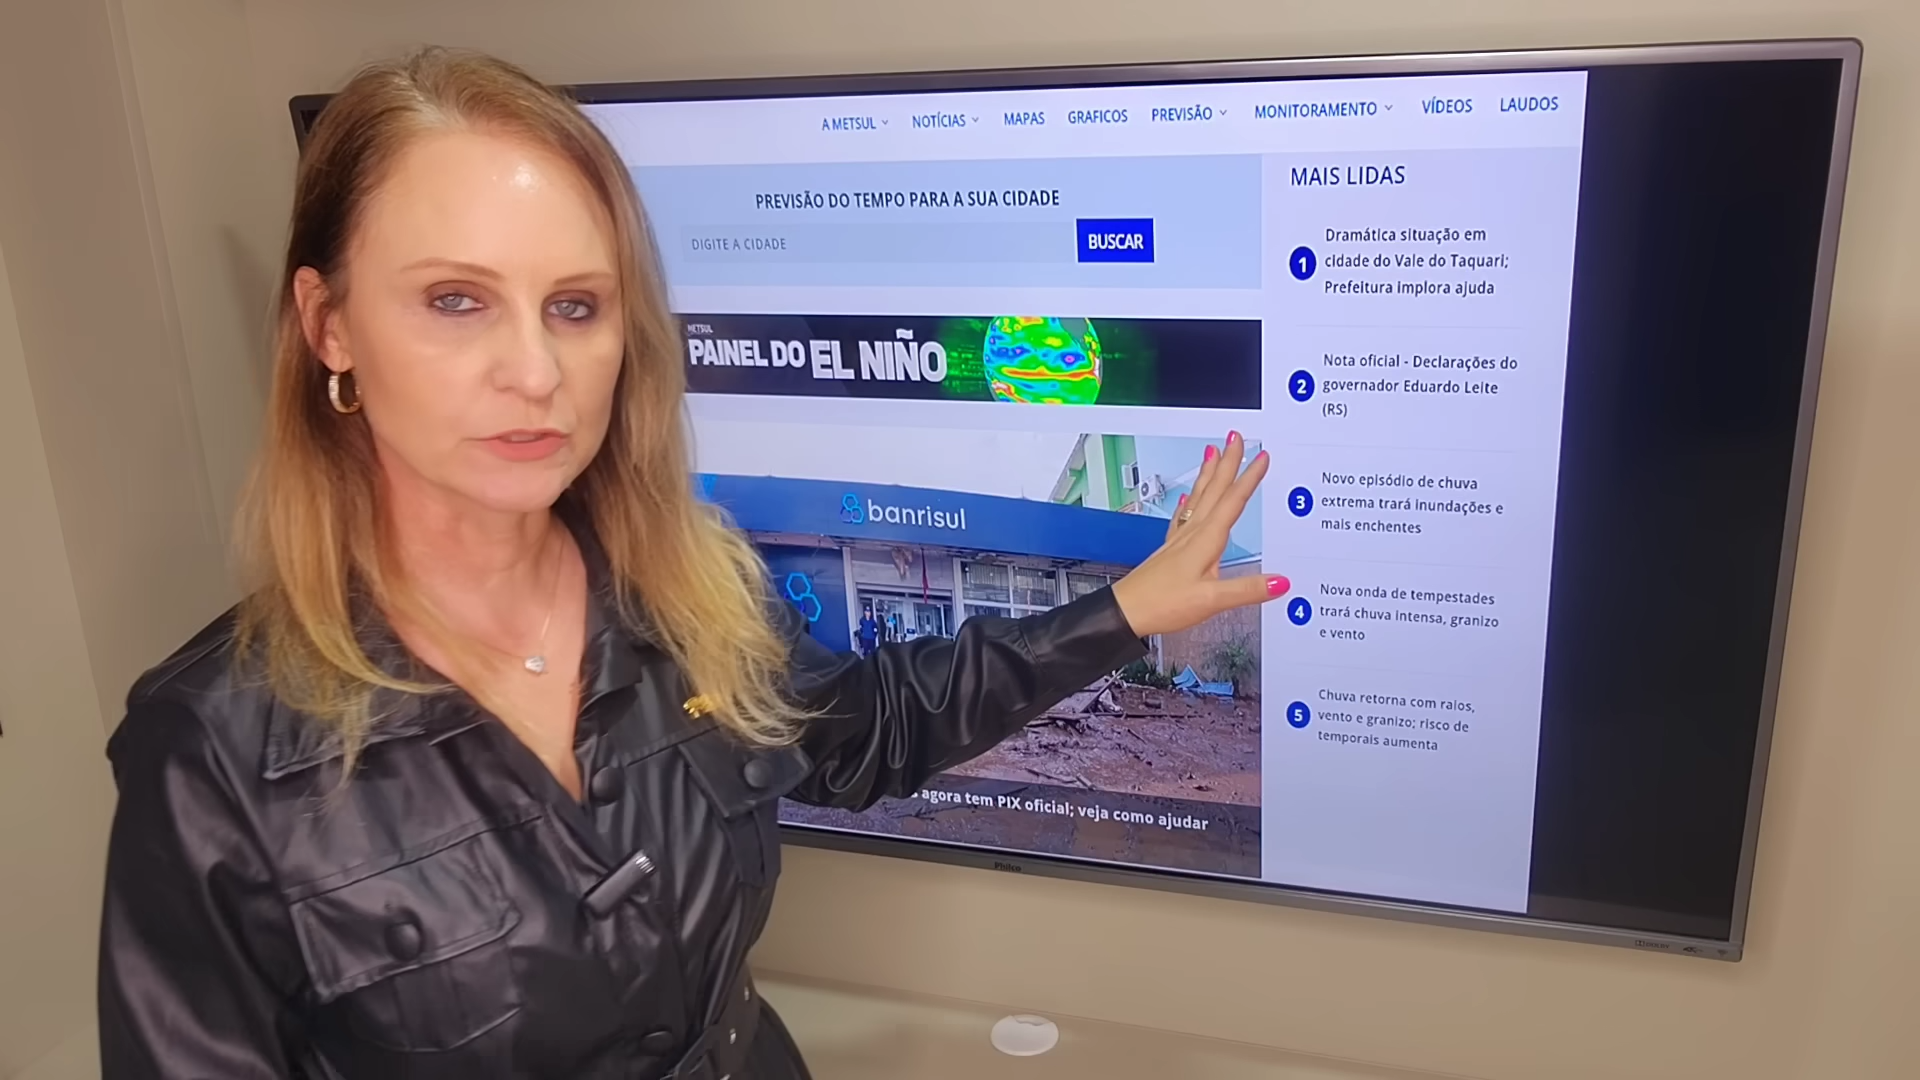 A METSUL NOTÍCIAS MAPAS GRAFICOS PREVISÃO MONITORAMENTO VÍDEOS LAUDOS
PREVISÃO DO TEMPO PARA A SUA CIDADE
DIGITE A CIDADE
BUSCAR
METSUL
PAINEL DO EL NIÑO
banrisul
agora tem PIX oficial; veja como ajudar
MAIS LIDAS
1
Dramática situação em
cidade do Vale do Taquari;
Prefeitura implora ajuda
2
Nota oficial - Declarações do
governador Eduardo Leite
(RS)
3
Novo episódio de chuva
extrema trará inundações e
mais enchentes
4
Nova onda de tempestades
trará chuva intensa, granizo
e vento
5
Chuva retorna com raios,
vento e granizo; risco de
temporais aumenta
Philco